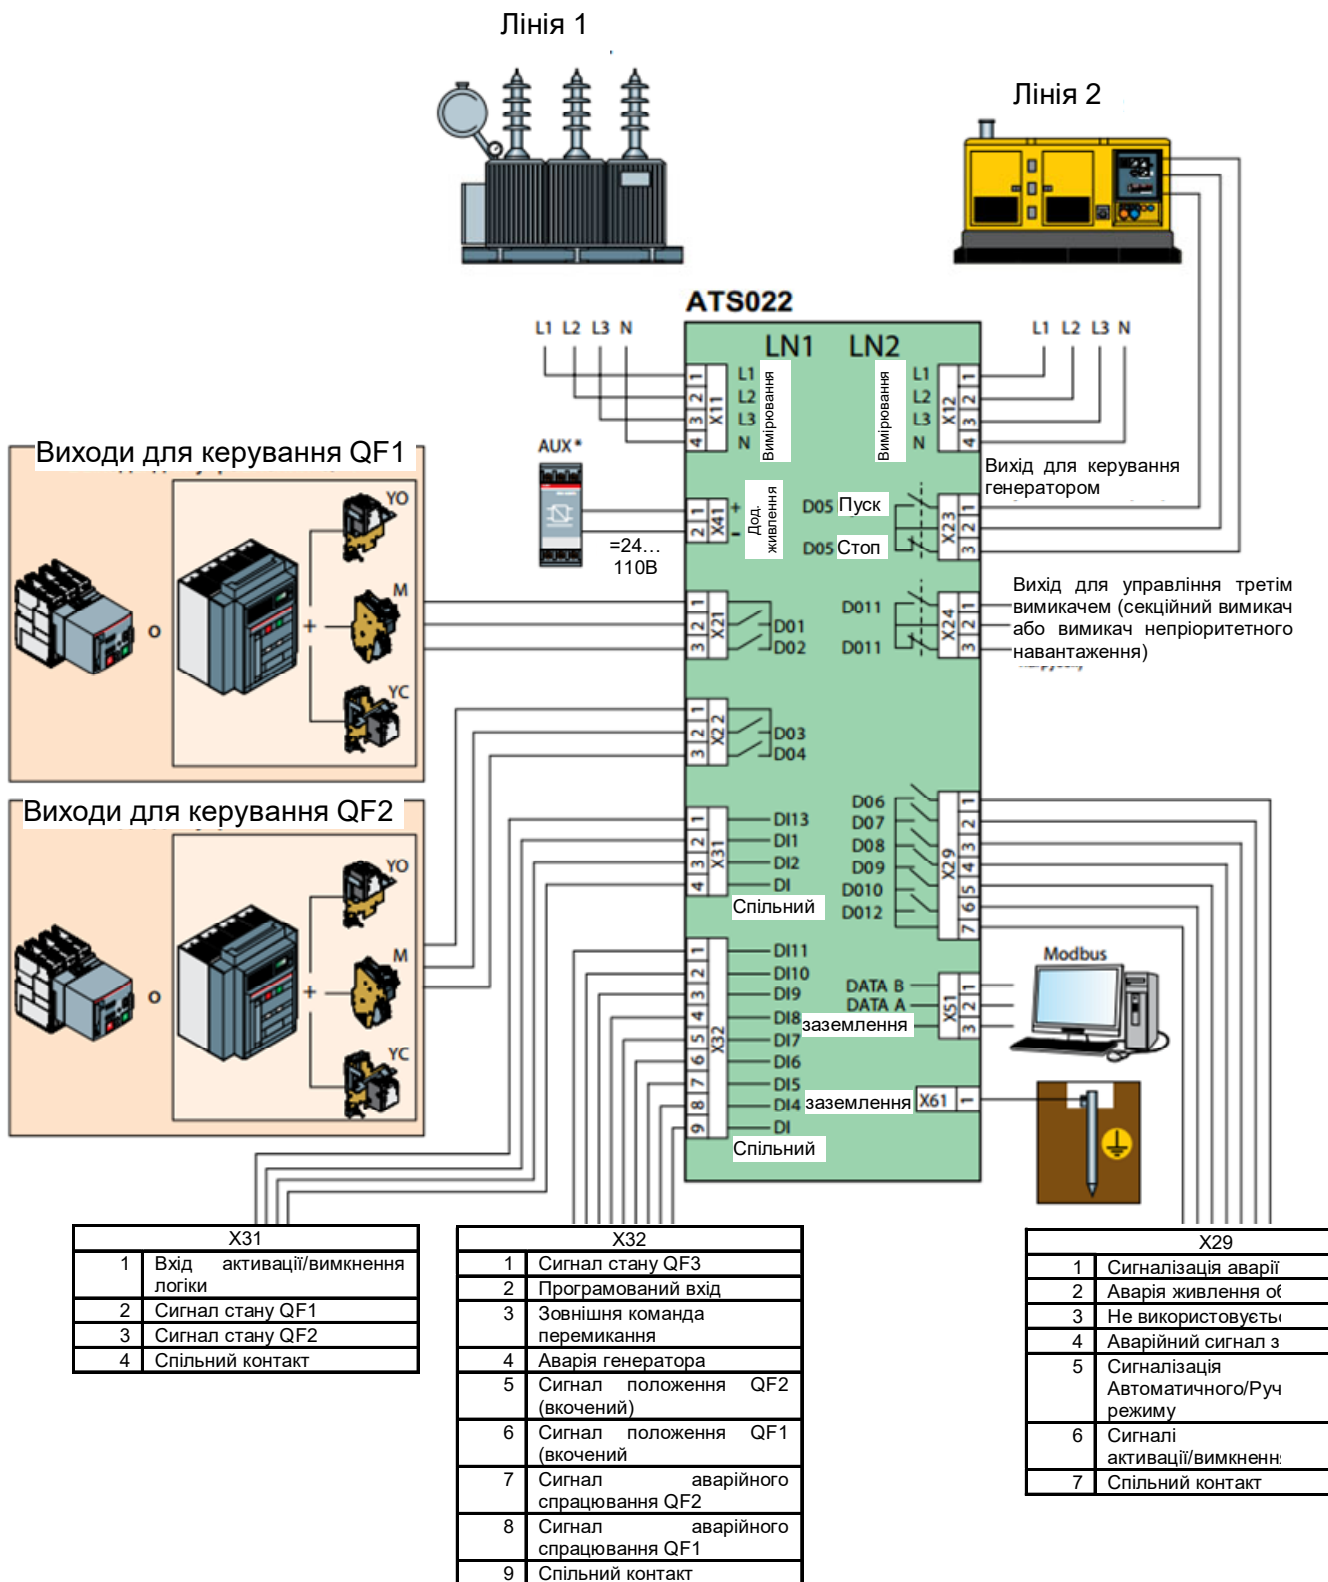 Лінія 1
Лінія 2
ATS022
L1 L2 L3 N
LN1 LN2
L1 L2 L3 N
1
2
3
4
X11
L1
L2
L3
N
Вимірювання
Вимірювання
L1
L2
L3
N
X12
1
2
3
4
Виходи для керування QF1
YO
M
YC
о
+
AUX *
=24...
110В
1
2
X41
+
-
Дод.
живлення
D05 Пуск
D05 Стоп
X23
1
2
3
Вихід для керування
генератором
1
2
3
X21
D01
D02
D011
D011
X24
1
2
3
Вихід для управління третім
вимикачем (секційний вимикач
або вимикач непріоритетного
навантаження)
1
2
3
X22
D03
D04
Виходи для керування QF2
YO
M
YC
о
+
1
2
3
4
X31
DI13
DI1
DI2
DI
Спільний
D06
D07
D08
D09
D010
D012
X29
1
2
3
4
5
6
7
1
2
3
4
5
6
7
8
9
X32
DI11
DI10
DI9
DI8
DI7
DI6
DI5
DI4
DI
Спільний
DATA B
DATA A
заземлення
X51
1
2
3
Modbus
заземлення
X61
1
X31
1 Вхід активації/вимкнення
логіки
2 Сигнал стану QF1
3 Сигнал стану QF2
4 Спільний контакт
X32
1 Сигнал стану QF3
2 Програмований вхід
3 Зовнішня команда
перемикання
4 Аварія генератора
5 Сигнал положення QF2
(вкочений)
6 Сигнал положення QF1
(вкочений
7 Сигнал аварійного
спрацювання QF2
8 Сигнал аварійного
спрацювання QF1
9 Спільний контакт
X29
1 Сигналізація аварії
2 Аварія живлення
3 Не використовуєтьс
4 Аварійний сигнал з
5 Сигналізація
Автоматичного/Руч
режиму
6 Сигналі
активації/вимкненн
7 Спільний контакт